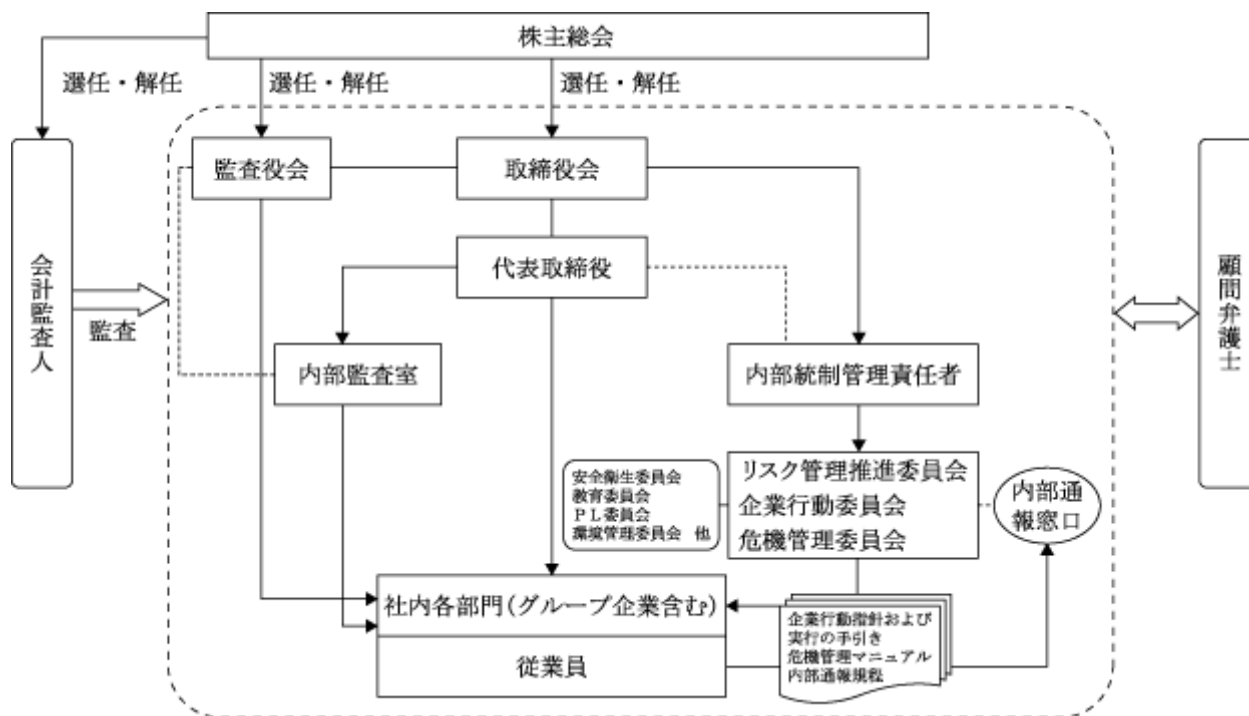 株主総会
選任・解任
選任・解任
選任・解任
監査役会
取締役会
代表取締役
会計監査人
監査
顧問弁護士
内部監査室
内部統制管理責任者
安全衛生委員会
教育委員会
ＰＬ委員会
環境管理委員会　他
リスク管理推進委員会
企業行動委員会
危機管理委員会
内部通
報窓口
社内各部門(グループ企業含む)
従業員
企業行動指針および
実行の手引き
危機管理マニュアル
内部通報規程